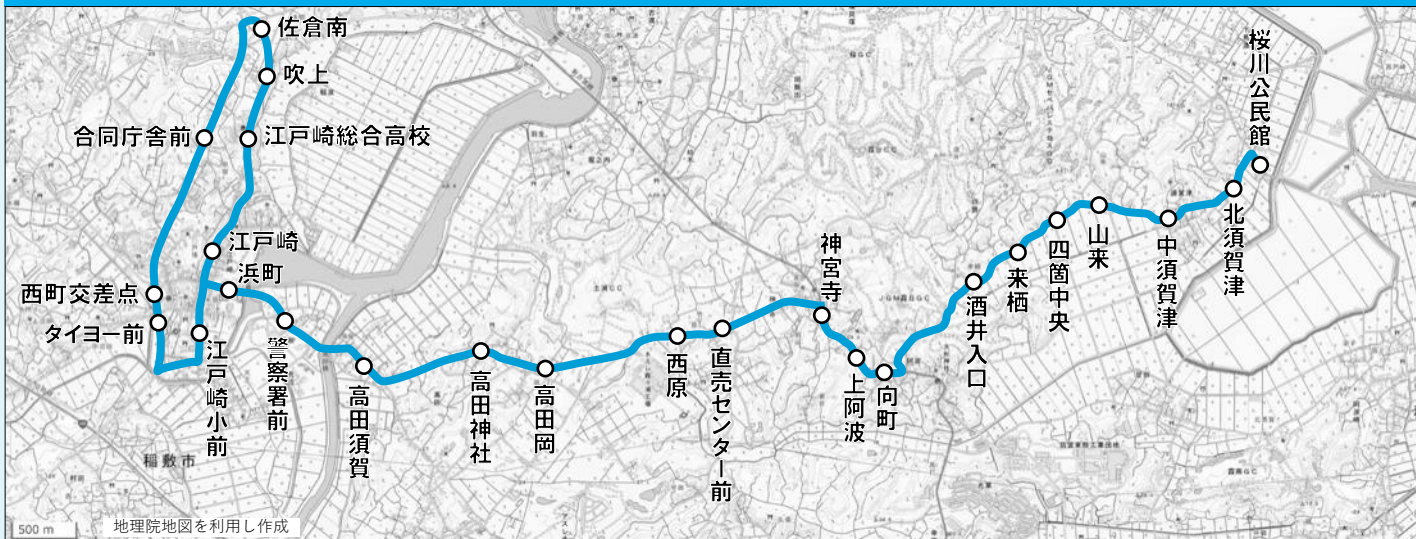 佐倉南
吹上
合同庁舎前
江戸崎総合高校
江戸崎
浜町
西町交差点
タイヨー前
江戸崎小前
警察署前
高田須賀
高田神社
高田岡
西原
直売センター前
神宮寺
上阿波
向町
酒井入口
来栖
四箇中央
山来
中須賀津
北須賀津
桜川公民館
稲敷市
500 m
地理院地図を利用し作成